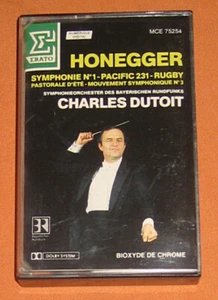 ERATO
MCE 75254
HONEGGER
SYMPHONIE N°1 - PACIFIC 231 - RUGBY
PASTORALE D'ÉTÉ - MOUVEMENT SYMPHONIQUE N°3
SYMPHONIEORCHESTER DES BAYERISCHEN RUNDFUNKS
CHARLES DUTOIT
DOLBY SYSTEM
BIOXYDE DE CHROME